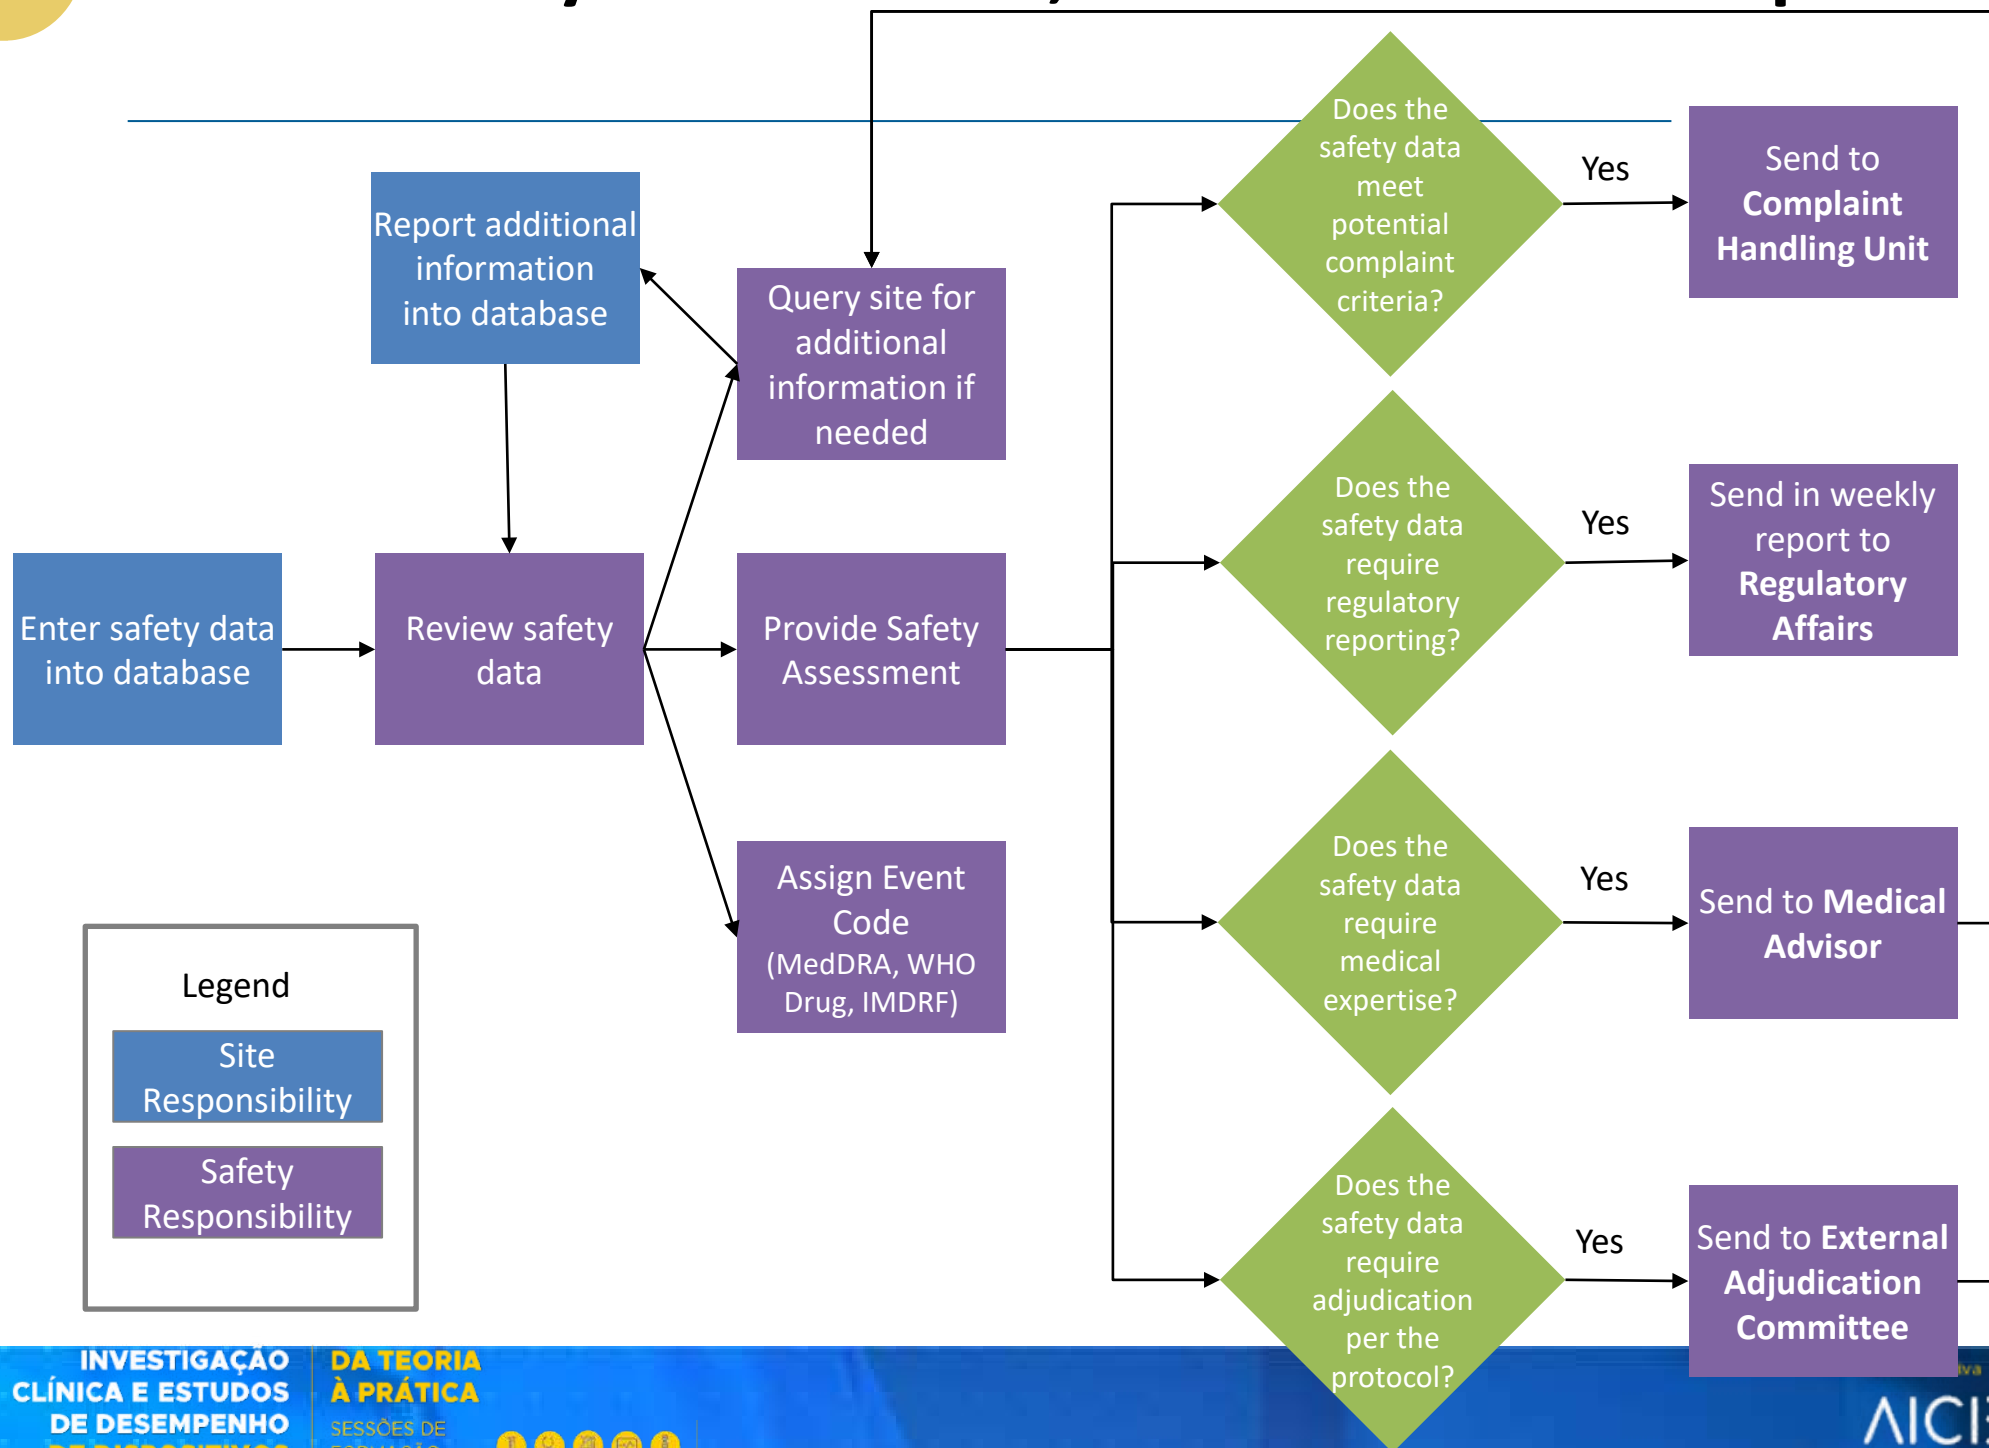 Does the
safety data
meet
potential
complaint
criteria?
Yes
Send to
Complaint
Handling Unit
Report additional
information
into database
Query site for
additional
information if
needed
Does the
safety data
require
regulatory
reporting?
Yes
Send in weekly
report to
Regulatory
Affairs
Enter safety data
into database
Review safety
data
Provide Safety
Assessment
Assign Event
Code
(MedDRA, WHO
Drug, IMDRF)
Does the
safety data
require
medical
expertise?
Yes
Send to Medical
Advisor
Legend
Site
Responsibility
Safety
Responsibility
Does the
safety data
require
adjudication
per the
protocol?
Yes
Send to External
Adjudication
Committee
INVESTIGAÇÃO
CLÍNICA E ESTUDOS
DE DESEMPENHO
DE DISPOSITIVOS
DA TEORIA
À PRÁTICA
SESSÕES DE
AICI